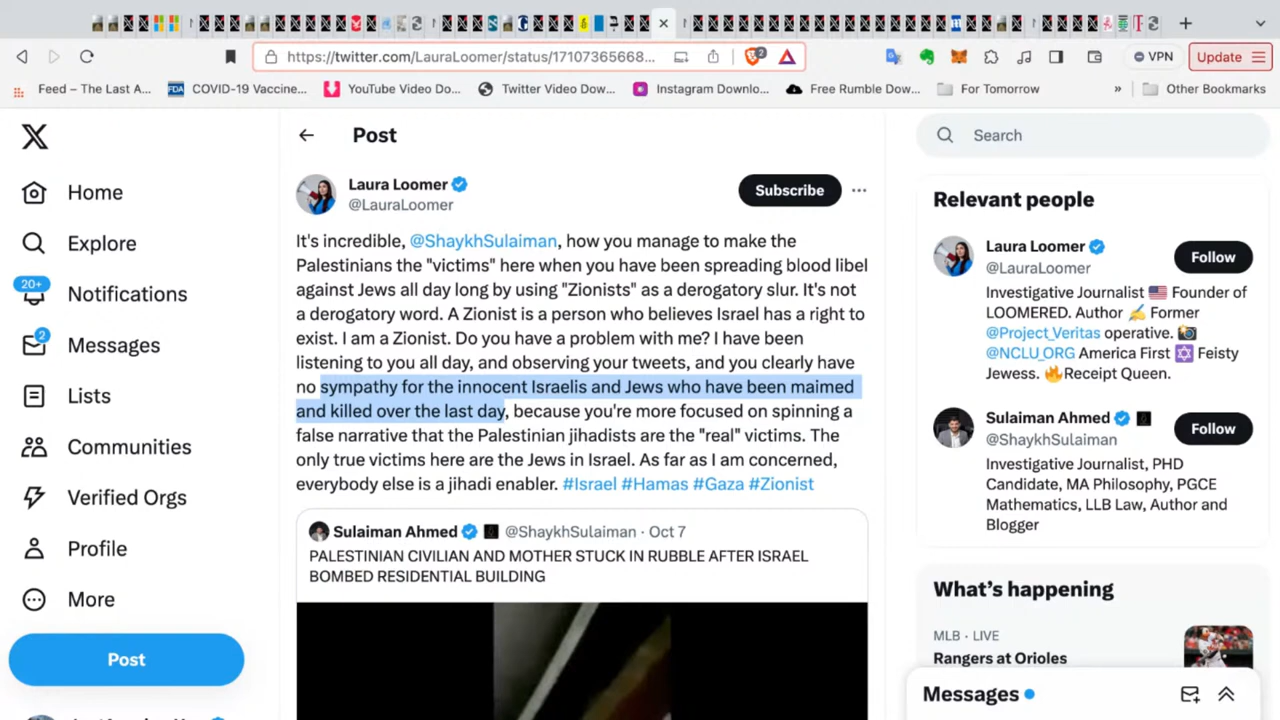 https://twitter.com/LauraLoomer/status/17107365668...
2
VPN
Update
Feed – The Last A...
FDA
COVID-19 Vaccine...
YouTube Video Do...
Twitter Video Dow...
Instagram Downlo...
Free Rumble Dow...
For Tomorrow
»
Other Bookmarks
Home
Explore
20+
Notifications
2
Messages
Lists
Communities
Verified Orgs
Profile
More
Post
Post
Laura Loomer
@LauraLoomer
Subscribe
It's incredible, @ShaykhSulaiman, how you manage to make the
Palestinians the "victims" here when you have been spreading blood libel
against Jews all day long by using "Zionists" as a derogatory slur. It's not
a derogatory word. A Zionist is a person who believes Israel has a right to
exist. I am a Zionist. Do you have a problem with me? I have been
listening to you all day, and observing your tweets, and you clearly have
no sympathy for the innocent Israelis and Jews who have been maimed
and killed over the last day, because you're more focused on spinning a
false narrative that the Palestinian jihadists are the "real" victims. The
only true victims here are the Jews in Israel. As far as I am concerned,
everybody else is a jihadi enabler. #Israel #Hamas #Gaza #Zionist
Sulaiman Ahmed @ShaykhSulaiman · Oct 7
PALESTINIAN CIVILIAN AND MOTHER STUCK IN RUBBLE AFTER ISRAEL
BOMBED RESIDENTIAL BUILDING
Search
Relevant people
Laura Loomer
@LauraLoomer
Follow
Investigative Journalist 🇺🇸 Founder of
LOOMERED. Author ✍️ Former
@Project_Veritas operative. 📸
@NCLU_ORG America First ✡️ Feisty
Jewess. 🔥Receipt Queen.
Sulaiman Ahmed
@ShaykhSulaiman
Follow
Investigative Journalist, PHD
Candidate, MA Philosophy, PGCE
Mathematics, LLB Law, Author and
Blogger
What's happening
MLB · LIVE
Rangers at Orioles
Messages